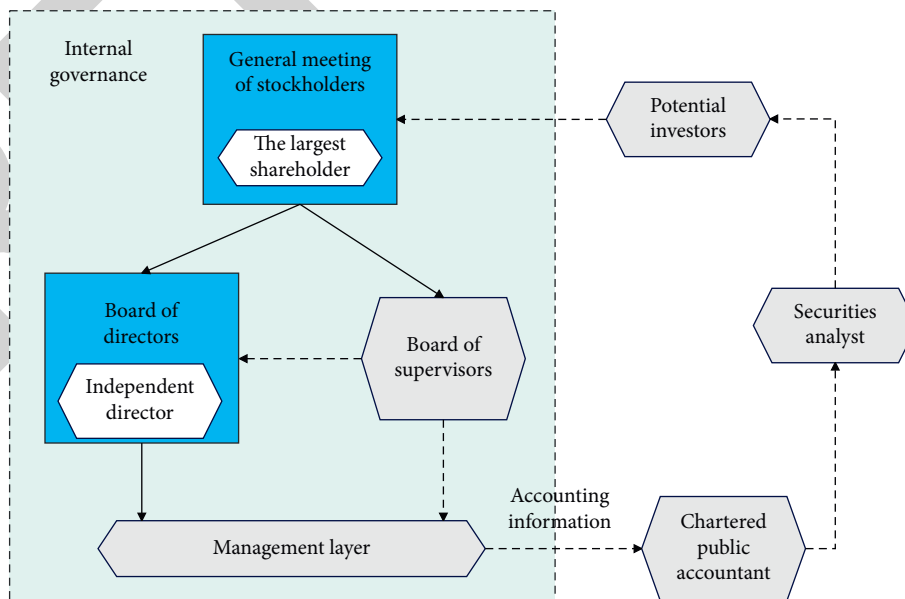 Internal
governance
General meeting
of stockholders
The largest
shareholder
Potential
investors
Board of
directors
Independent
director
Board of
supervisors
Securities
analyst
Accounting
information
Management layer
Chartered
public
accountant